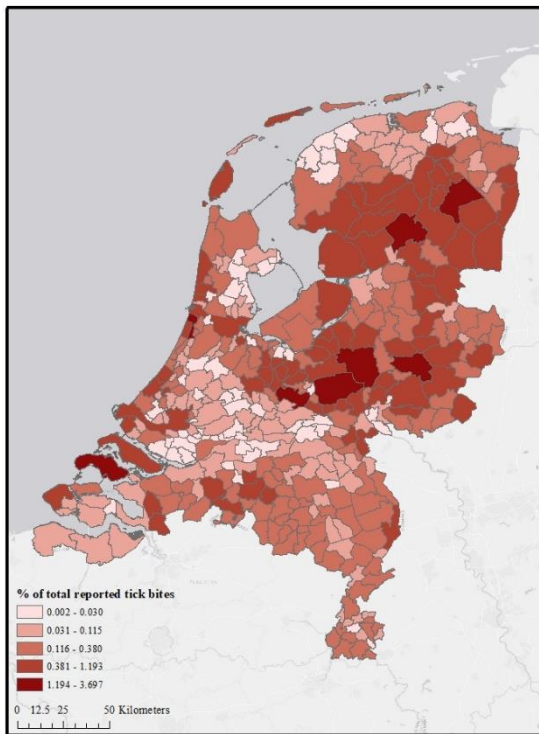 % of total reported tick bites
0.002 - 0.030
0.031 - 0.115
0.116 - 0.380
0.381 - 1.193
1.194 - 3.697
0 12.5 25 50 Kilometers